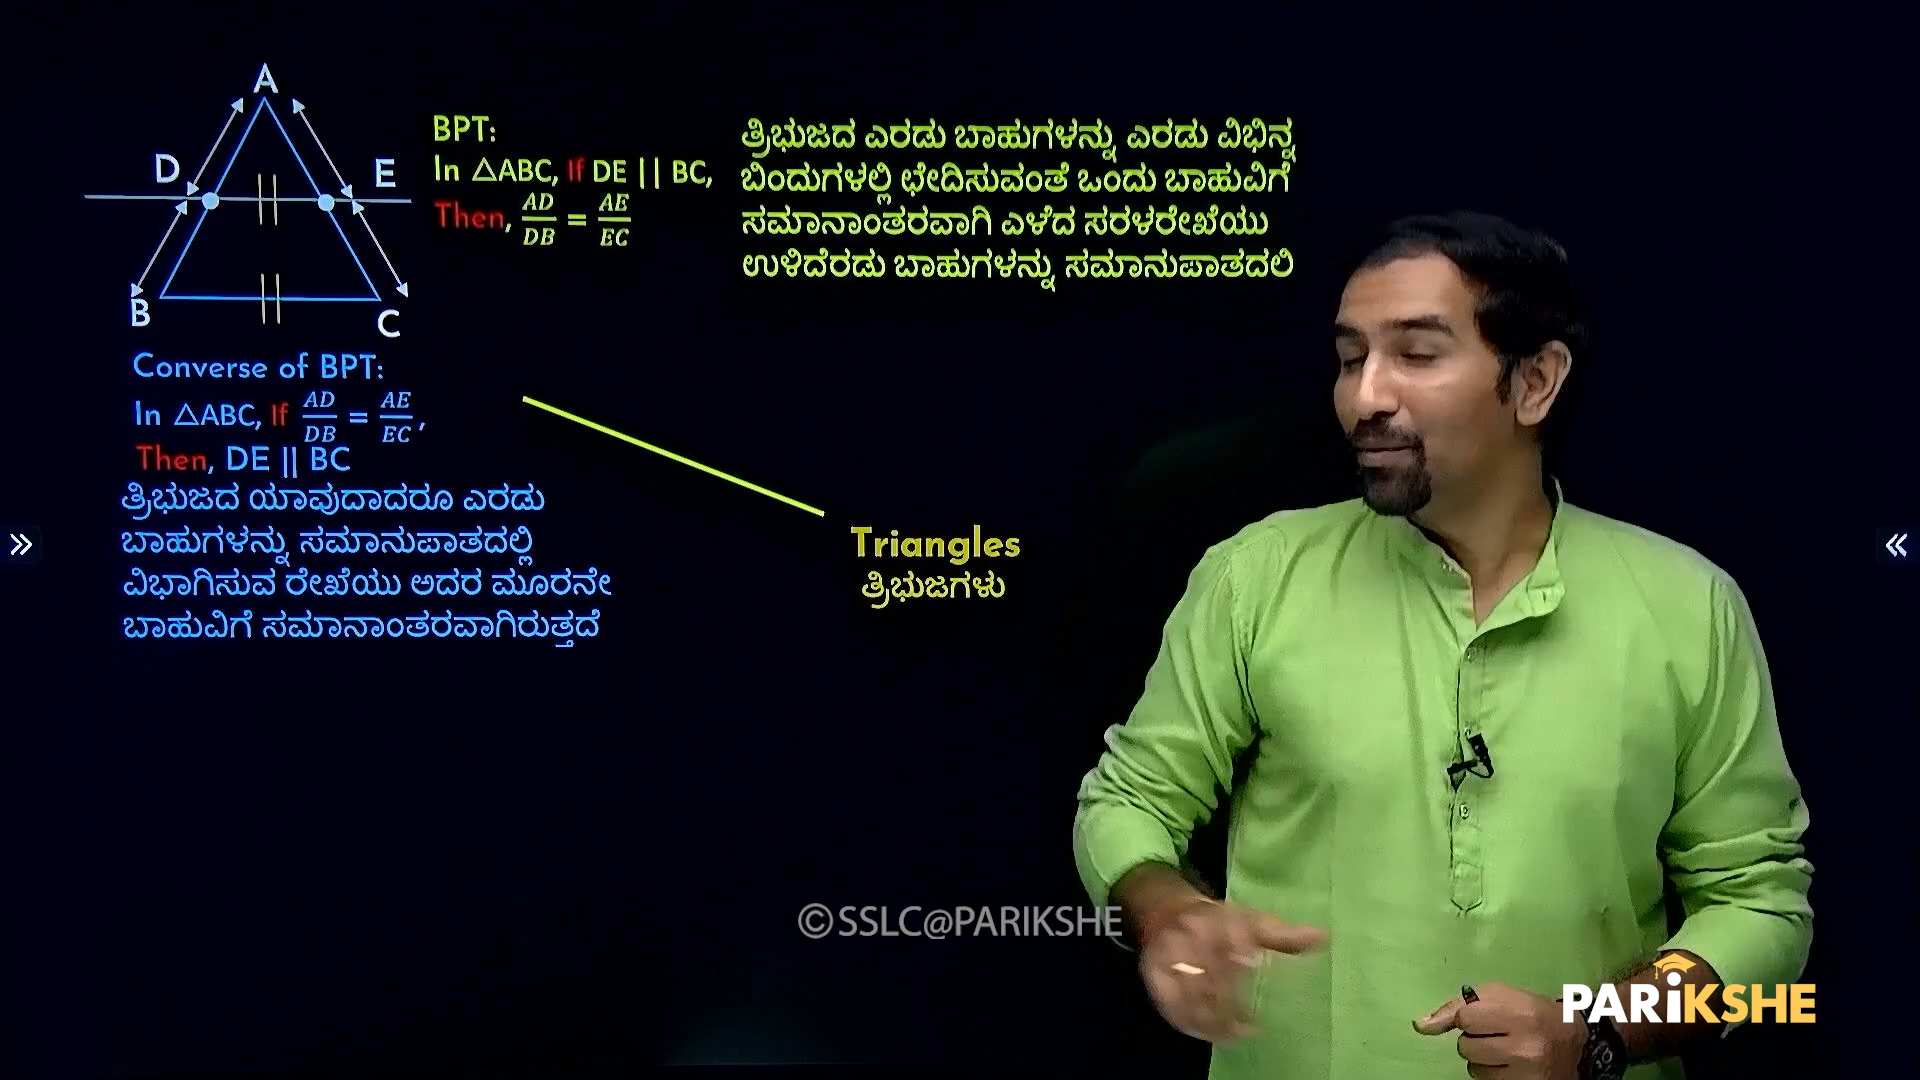 A
D
E
B
C
BPT:
In △ABC, If DE || BC,
Then, AD/DB = AE/EC
ತ್ರಿಭುಜದ ಎರಡು ಬಾಹುಗಳನ್ನು ಎರಡು ವಿಭಿನ್ನ
ಬಿಂದುಗಳಲ್ಲಿ ಛೇದಿಸುವಂತೆ ಒಂದು ಬಾಹುವಿಗೆ
ಸಮಾನಾಂತರವಾಗಿ ಎಳೆದ ಸರಳರೇಖೆಯು
ಉಳಿದೆರಡು ಬಾಹುಗಳನ್ನು ಸಮಾನುಪಾತದಲಿ
Converse of BPT:
In △ABC, If AD/DB = AE/EC,
Then, DE || BC
ತ್ರಿಭುಜದ ಯಾವುದಾದರೂ ಎರಡು
ಬಾಹುಗಳನ್ನು ಸಮಾನುಪಾತದಲ್ಲಿ
ವಿಭಾಗಿಸುವ ರೇಖೆಯು ಅದರ ಮೂರನೇ
ಬಾಹುವಿಗೆ ಸಮಾನಾಂತರವಾಗಿರುತ್ತದೆ
Triangles
ತ್ರಿಭುಜಗಳು
©SSLC@PARIKSHE
PARIKSHE